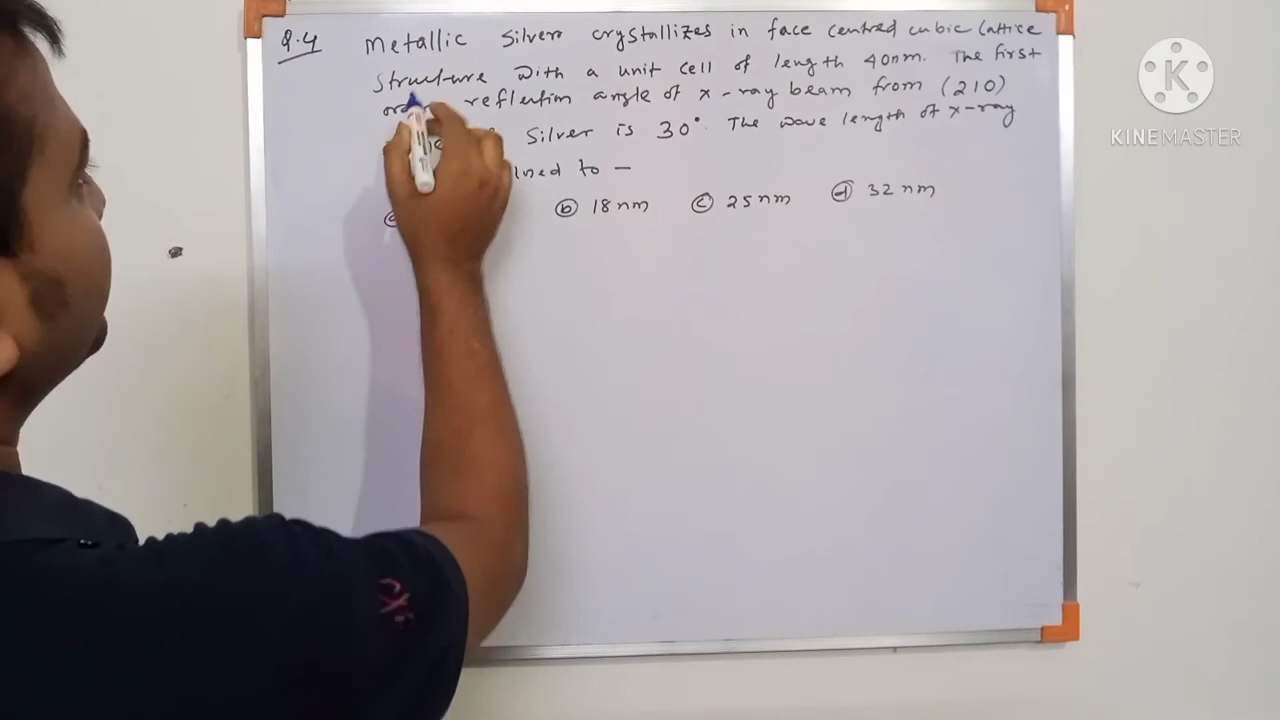 Q.4 Metallic Silver crystallizes in face centred cubic lattice
structure with a unit cell of length 40nm. The first
reflection angle of x-ray beam from (210)
Silver is 30°. The wave length of x-ray
to —
ⓑ 18nm ⓒ 25nm ⓓ 32nm
KINEMASTER